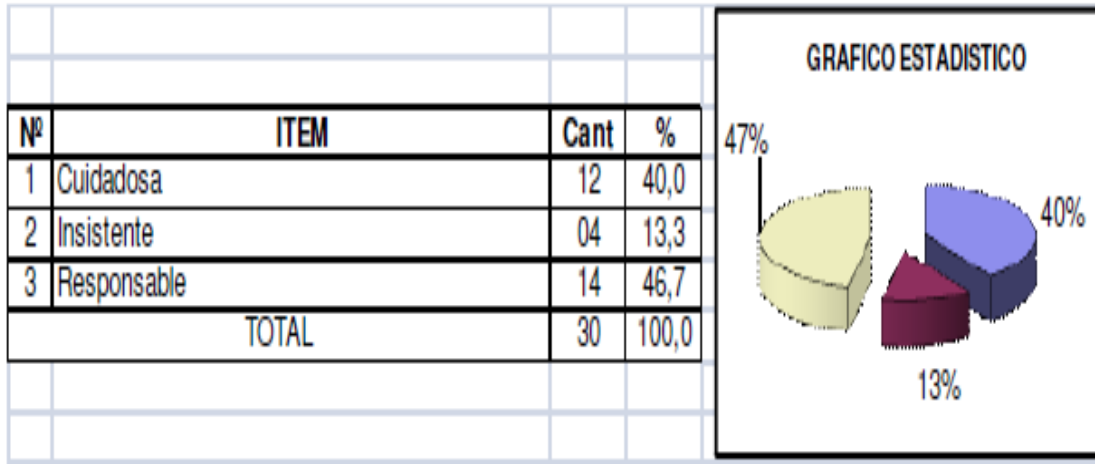 Nº ITEM Cant %
1 Cuidadosa 12 40,0
2 Insistente 04 13,3
3 Responsable 14 46,7
TOTAL 30 100,0
GRAFICO ESTADISTICO
47%
40%
13%